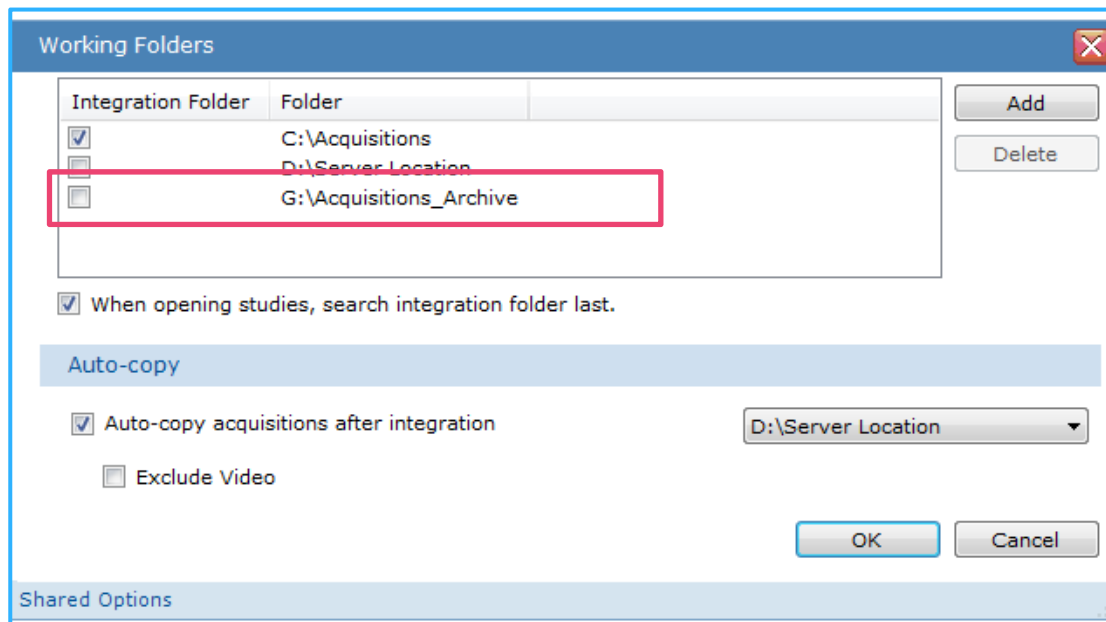 Working Folders
Integration Folder Folder
Add
C:\Acquisitions
Delete
D:\Server Location
G:\Acquisitions_Archive
When opening studies, search integration folder last.
Auto-copy
Auto-copy acquisitions after integration D:\Server Location
Exclude Video
OK Cancel
Shared Options